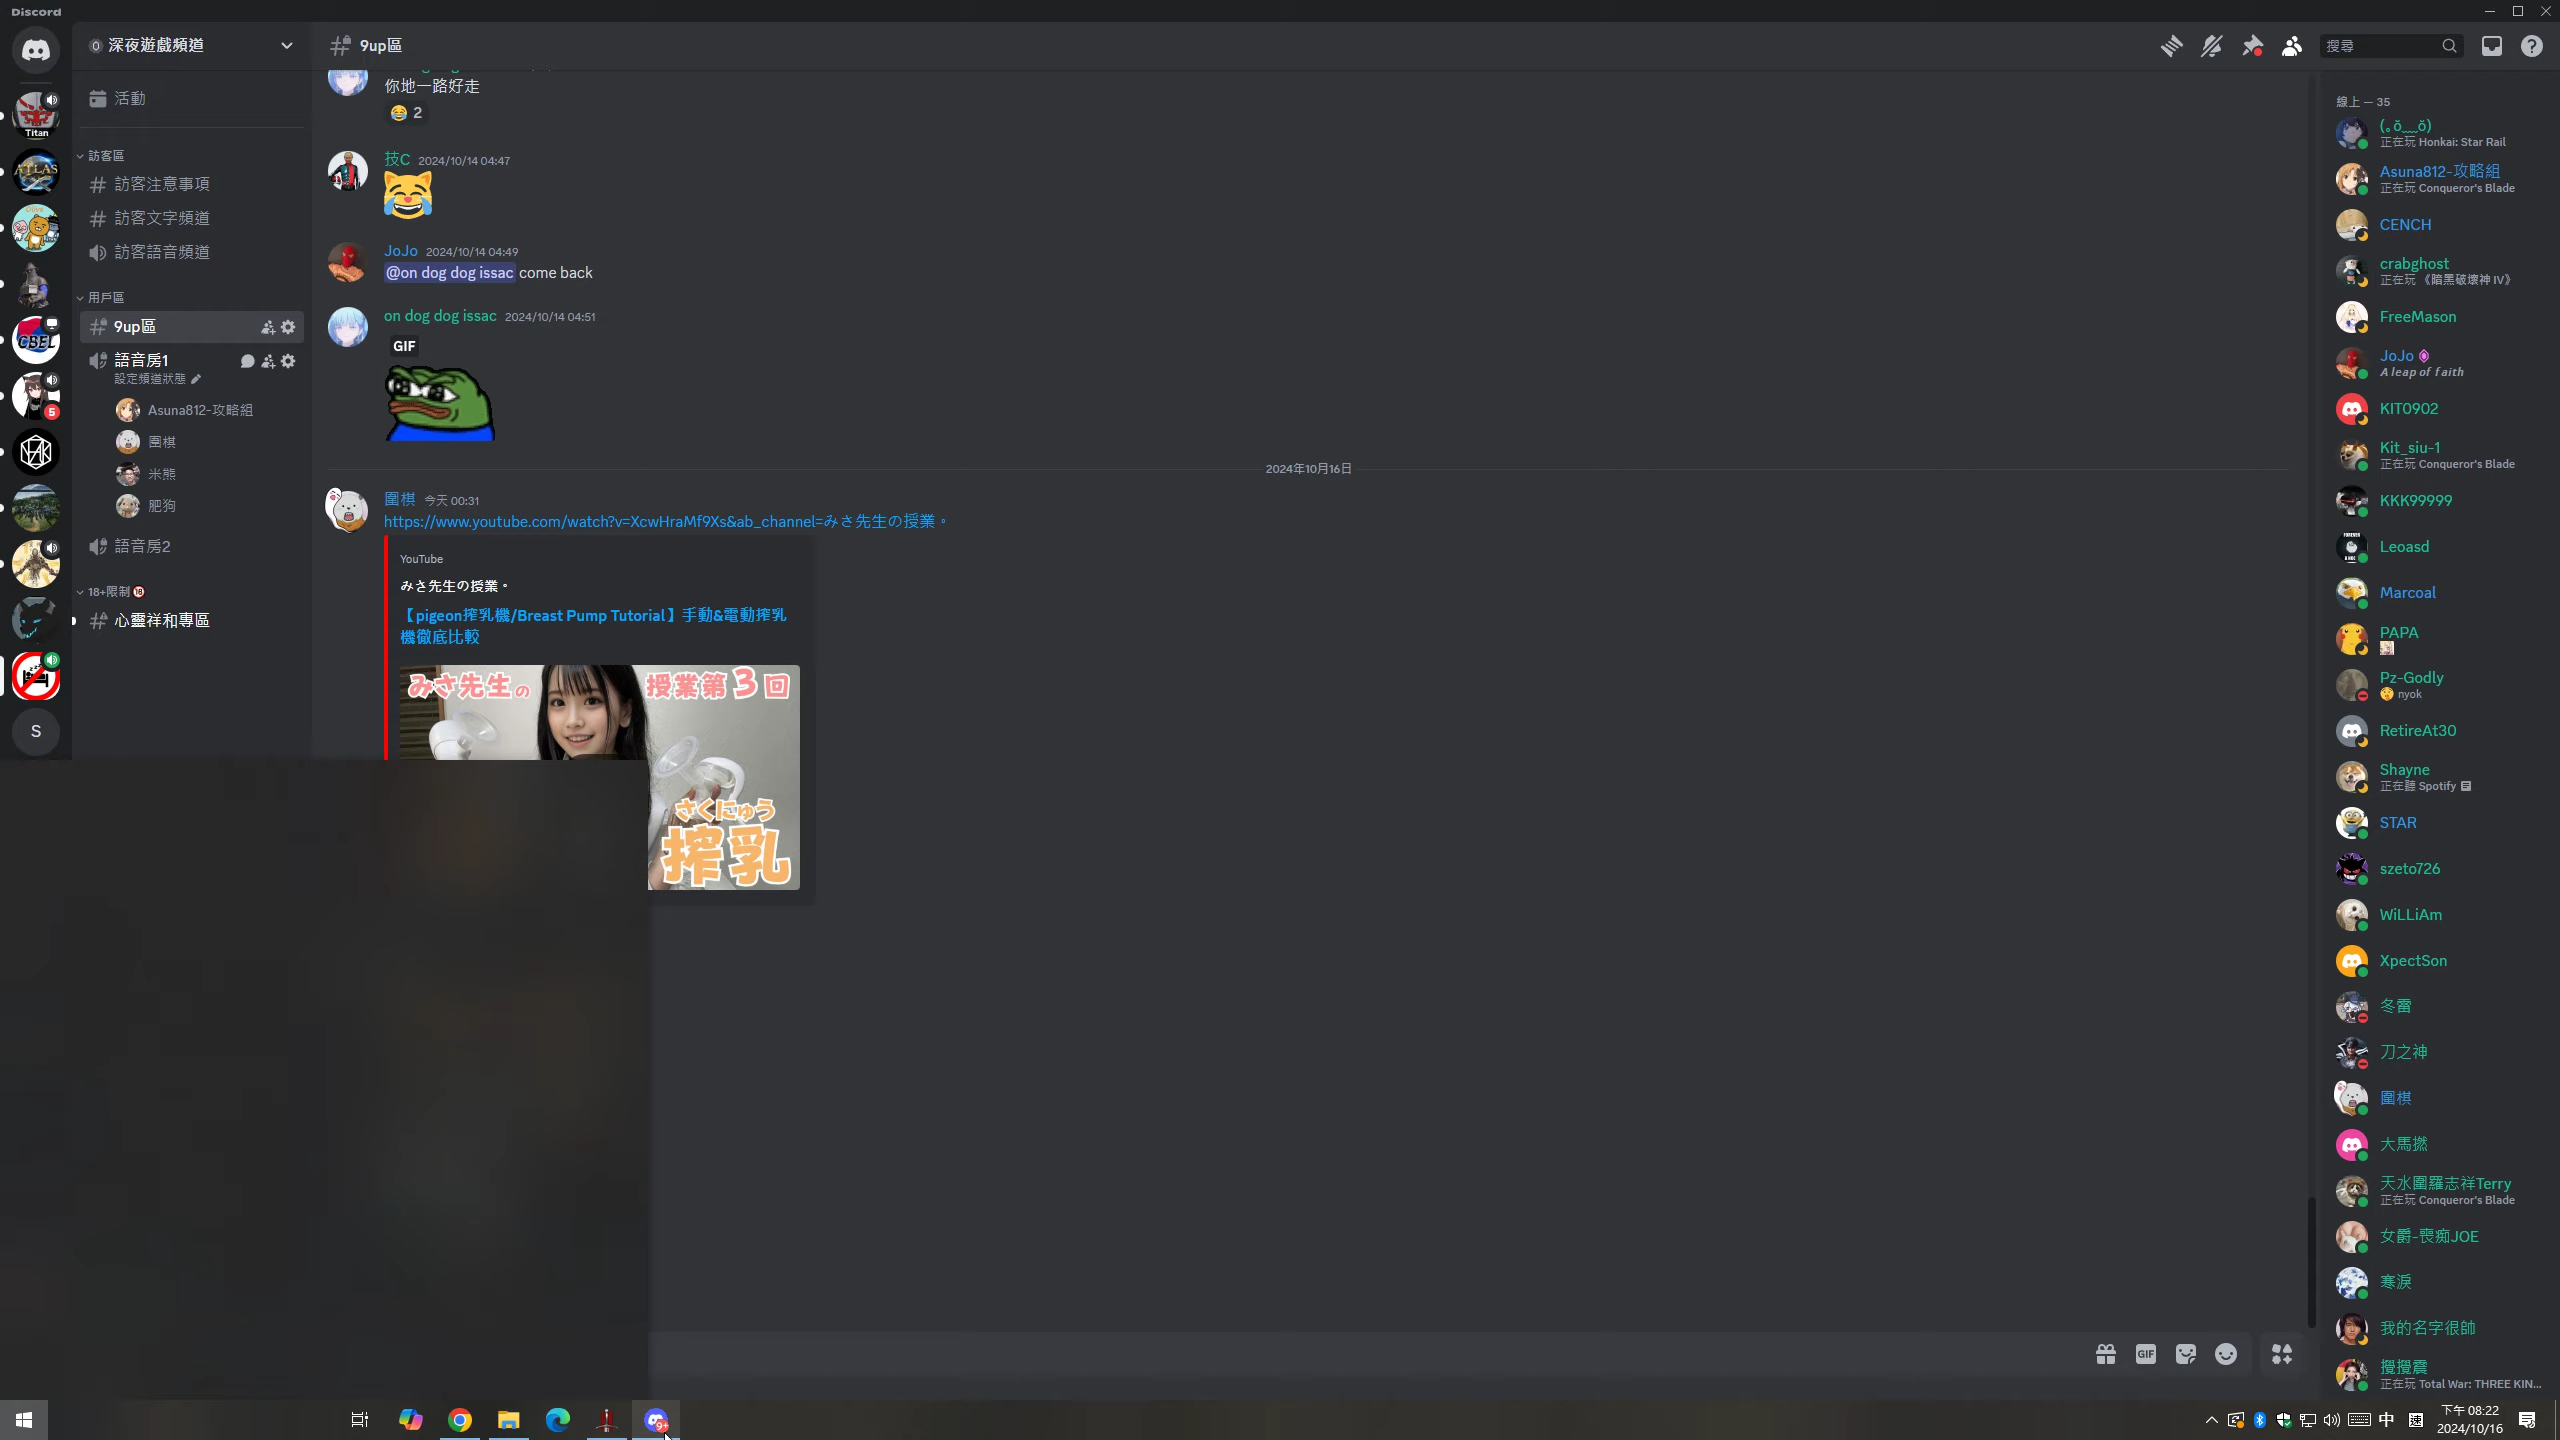 Discord
深夜遊戲頻道
9up區
搜尋
Titan
ATLAS
CBEL
5
S
活動
訪客區
訪客注意事項
訪客文字頻道
訪客語音頻道
用戶區
9up區
語音房1
設定頻道狀態
Asuna812-攻略組
圍棋
米熊
肥狗
語音房2
18+限制
心靈祥和專區
你地一路好走
2
技C 2024/10/14 04:47
JoJo 2024/10/14 04:49
@on dog dog issac come back
on dog dog issac 2024/10/14 04:51
GIF
2024年10月16日
圍棋 今天 00:31
https://www.youtube.com/watch?v=XcwHraMf9Xs&ab_channel=みさ先生の授業。
YouTube
みさ先生の授業。
【pigeon搾乳機/Breast Pump Tutorial】手動&電動搾乳
機徹底比較
みさ先生の 授業第3回
さくにゅう
搾乳
GIF
線上 — 35
(｡ŏ﹏ŏ)
正在玩 Honkai: Star Rail
Asuna812-攻略組
正在玩 Conqueror's Blade
CENCH
crabghost
正在玩 《暗黑破壞神 IV》
FreeMason
JoJo
A leap of faith
KIT0902
Kit_siu-1
正在玩 Conqueror's Blade
KKK99999
Leoasd
Marcoal
PAPA
Pz-Godly
nyok
RetireAt30
Shayne
正在聽 Spotify
STAR
szeto726
WiLLiAm
XpectSon
冬雷
刀之神
圍棋
大馬撚
天水圍羅志祥Terry
正在玩 Conqueror's Blade
女爵-喪痴JOE
寒淚
我的名字很帥
攪攪震
正在玩 Total War: THREE KIN...
9+
中
速
下午 08:22
2024/10/16